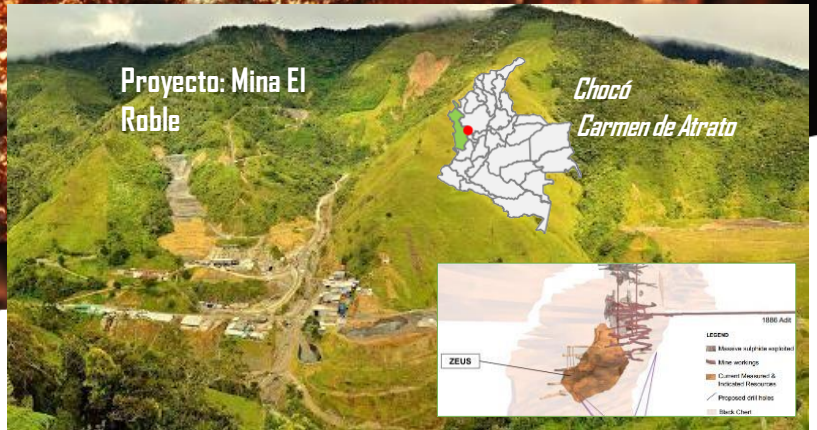 Proyecto: Mina El
Roble
Chocó
Carmen de Atrato
1880 Adit
LEGEND
Massive sulphide exploited
Mine workings
ZEUS
Current Measured &
Indicated Resources
Proposed drill holes
Black Chert